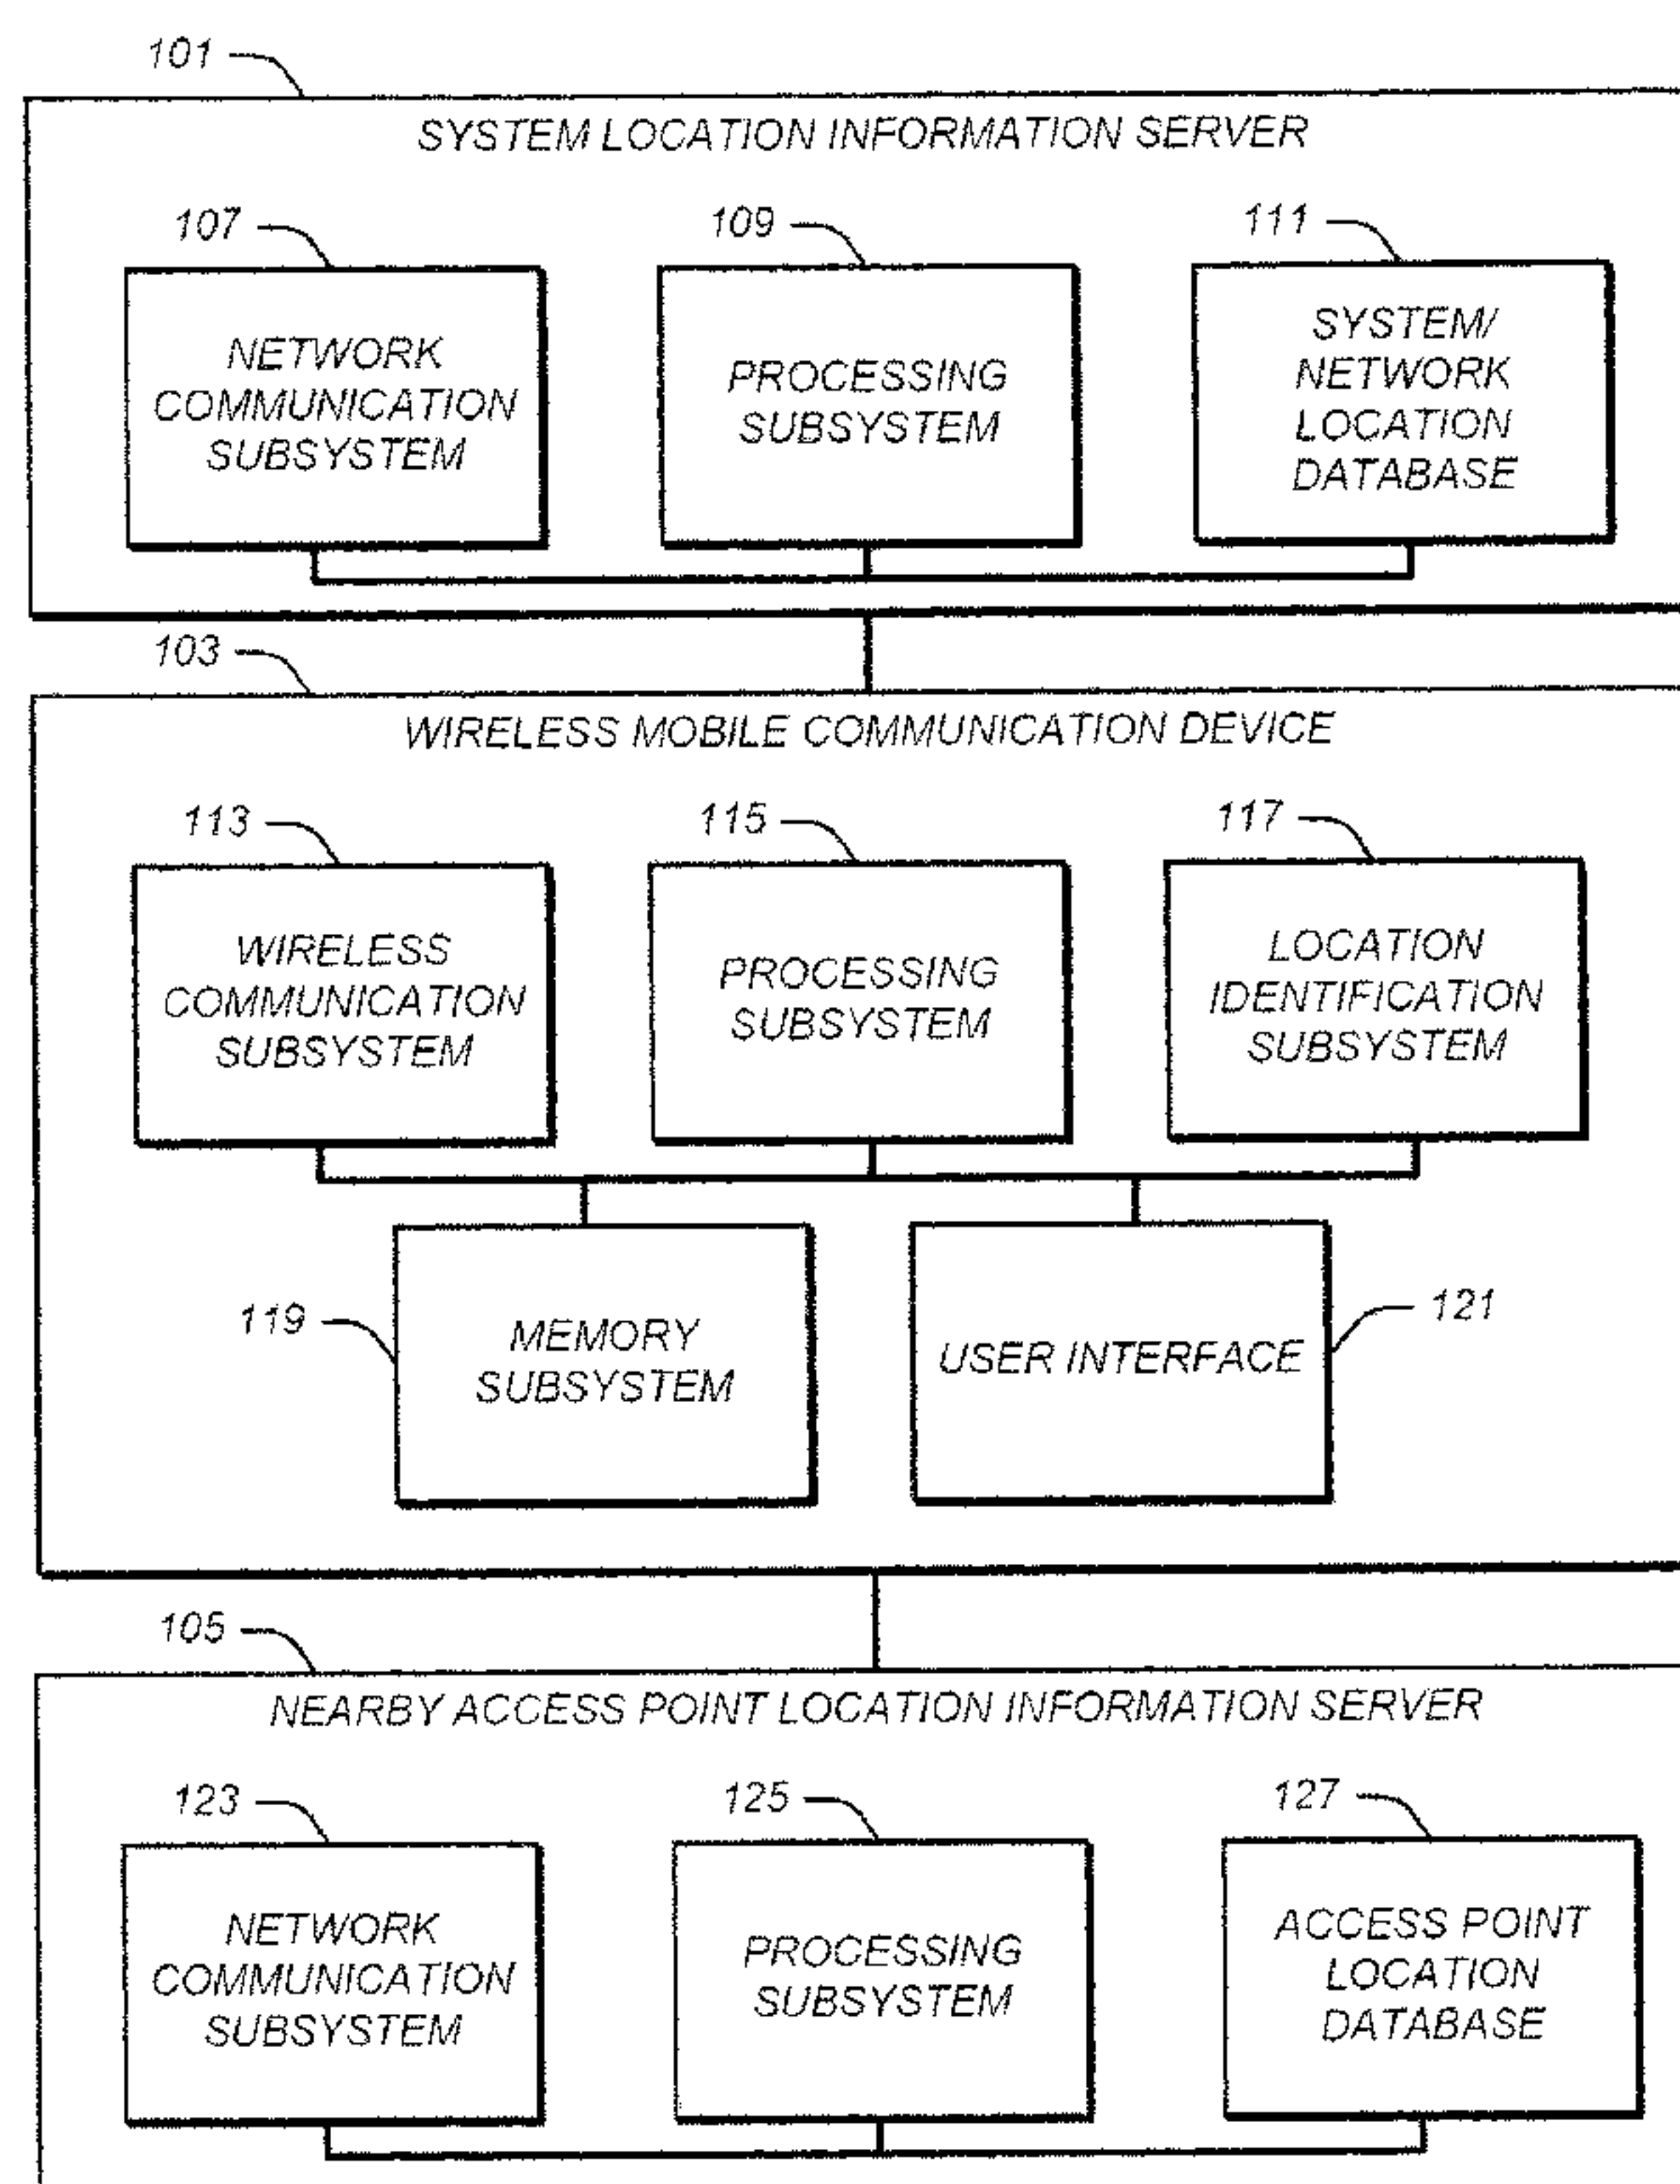 101
SYSTEM LOCATION INFORMATION SERVER
107
109
111
NETWORK
COMMUNICATION
SUBSYSTEM
PROCESSING
SUBSYSTEM
SYSTEM/
NETWORK
LOCATION
DATABASE
103
WIRELESS MOBILE COMMUNICATION DEVICE
113
115
117
WIRELESS
COMMUNICATION
SUBSYSTEM
PROCESSING
SUBSYSTEM
LOCATION
IDENTIFICATION
SUBSYSTEM
119
MEMORY
SUBSYSTEM
USER INTERFACE
121
105
NEARBY ACCESS POINT LOCATION INFORMATION SERVER
123
125
127
NETWORK
COMMUNICATION
SUBSYSTEM
PROCESSING
SUBSYSTEM
ACCESS POINT
LOCATION
DATABASE